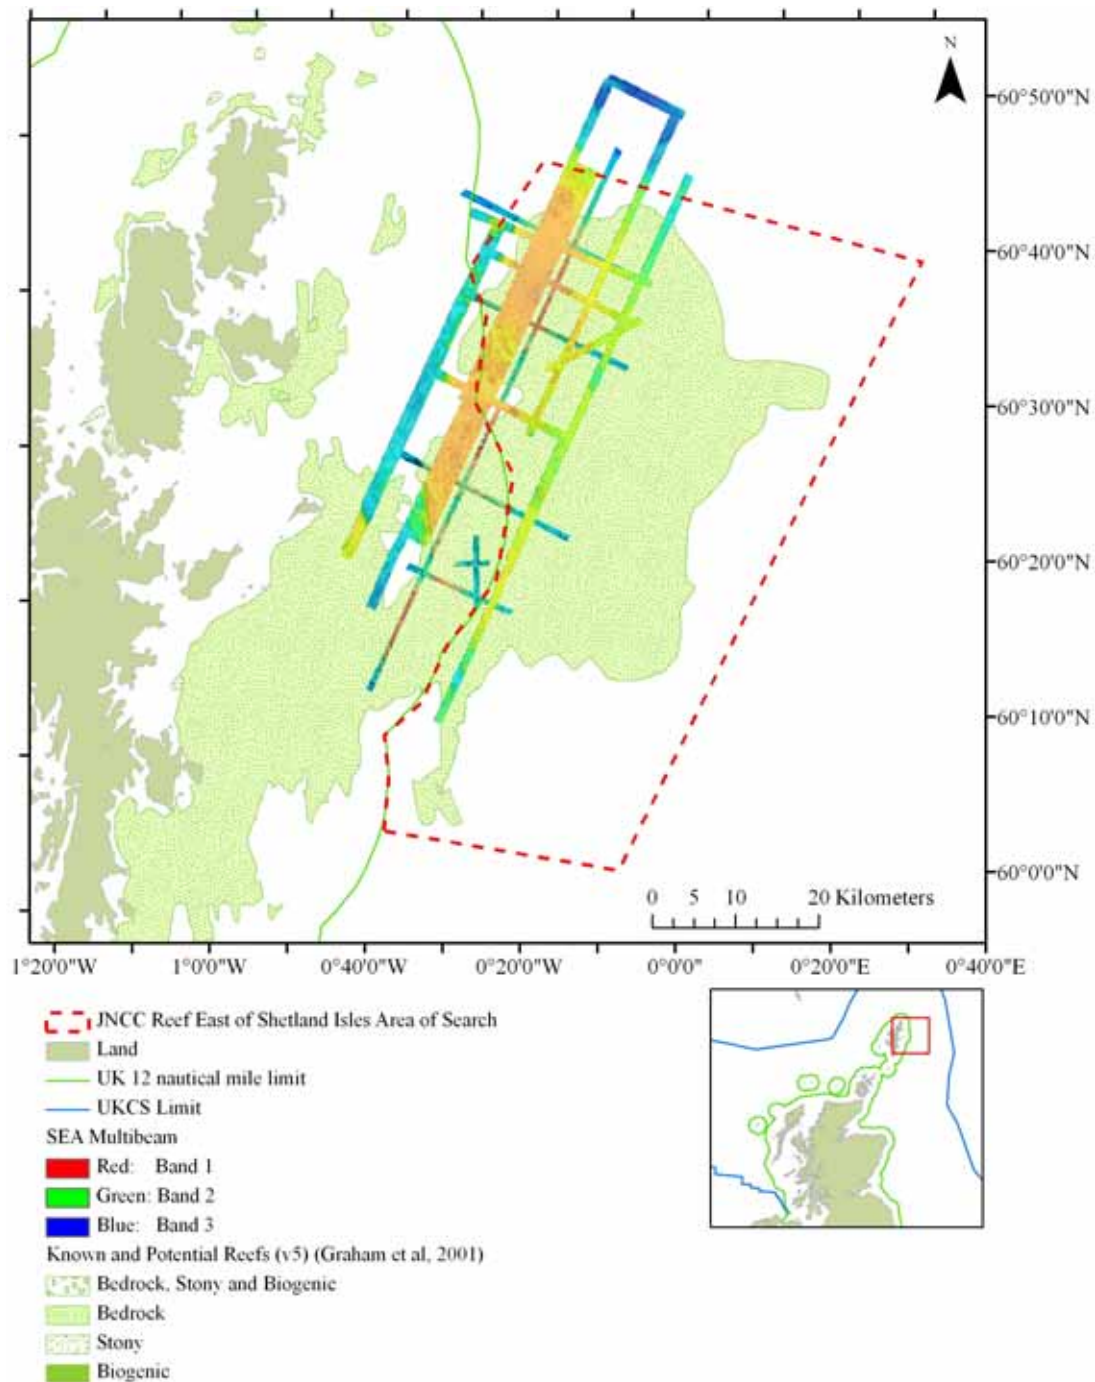 N
60°50'0"N
60°40'0"N
60°30'0"N
60°20'0"N
60°10'0"N
60°0'0"N
0 5 10 20 Kilometers
1°20'0"W 1°0'0"W 0°40'0"W 0°20'0"W 0°0'0" 0°20'0"E 0°40'0"E
JNCC Reef East of Shetland Isles Area of Search
Land
UK 12 nautical mile limit
UKCS Limit
SEA Multibeam
Red: Band 1
Green: Band 2
Blue: Band 3
Known and Potential Reefs (v5) (Graham et al, 2001)
Bedrock, Stony and Biogenic
Bedrock
Stony
Biogenic